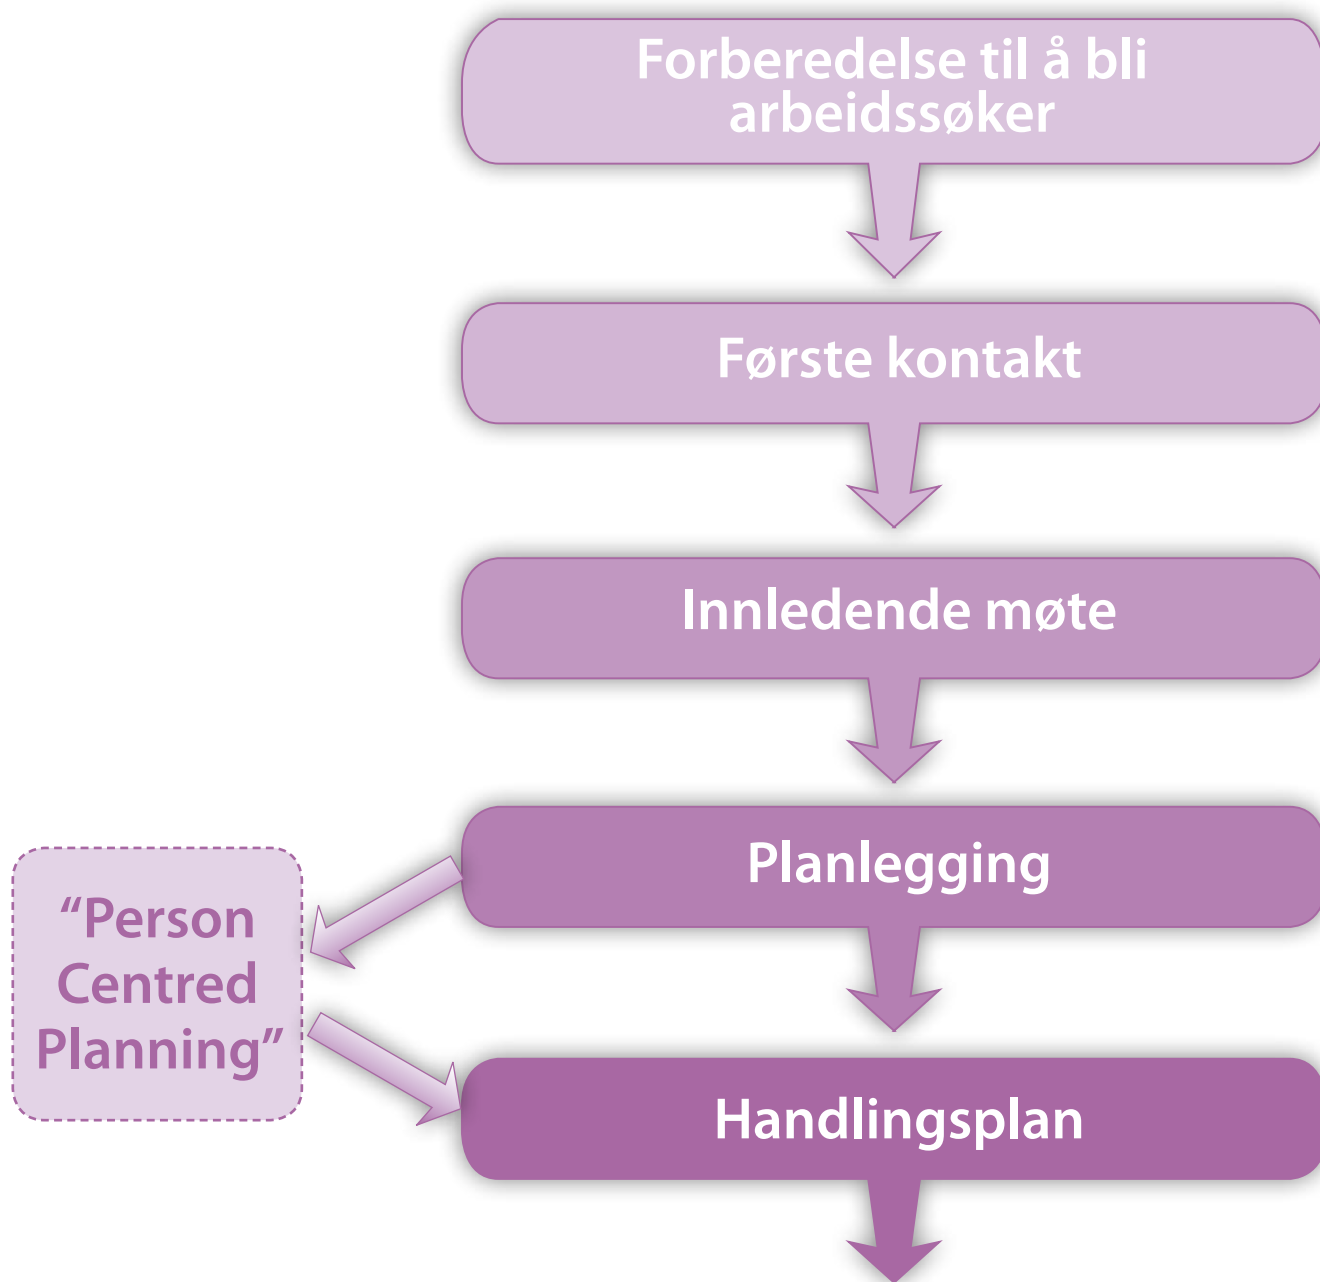 Forberedelse til å bli
arbeidssøker
Første kontakt
Innledende møte
Planlegging
“Person
Centred
Planning”
Handlingsplan